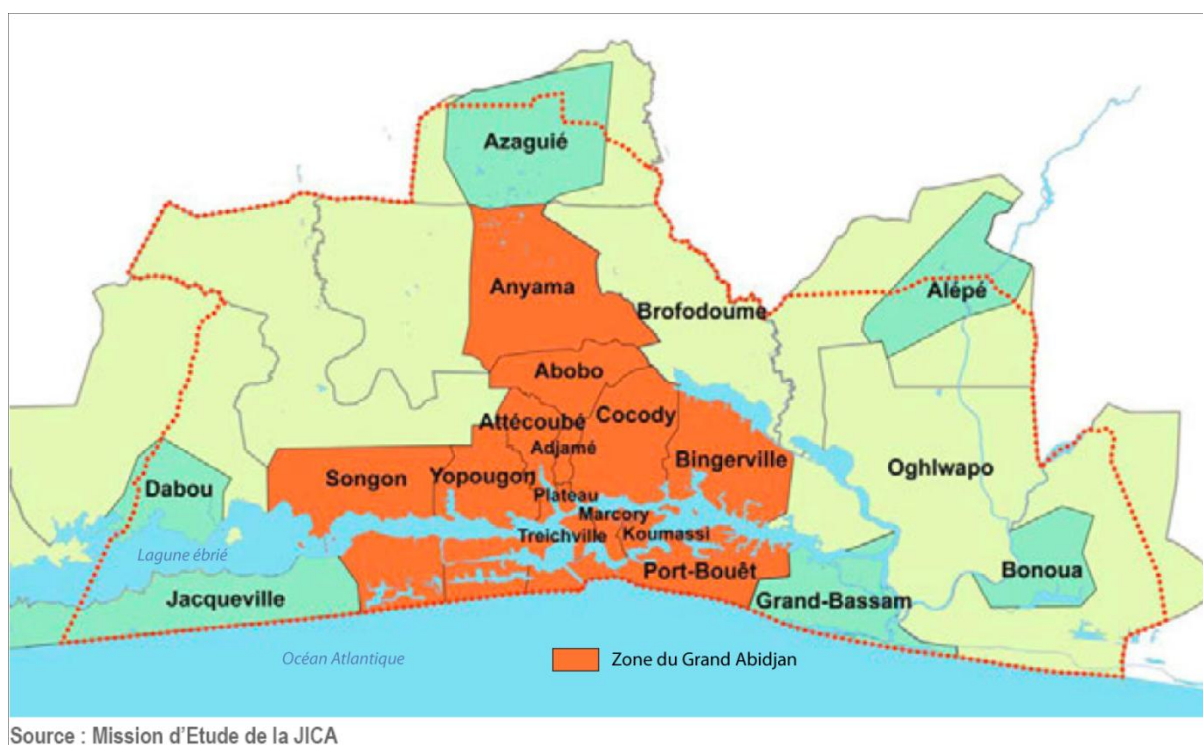 Azaguié
Anyama
Brofodoume
Alépé
Abobo
Attécoubé
Cocody
Adjamé
Songon
Yopougon
Bingerville
Oghlwapo
Dabou
Plateau
Marcory
Treichville
Koumassi
Lagune ébrié
Port-Bouêt
Bonoua
Jacqueville
Grand-Bassam
Océan Atlantique
Zone du Grand Abidjan
Source : Mission d'Etude de la JICA